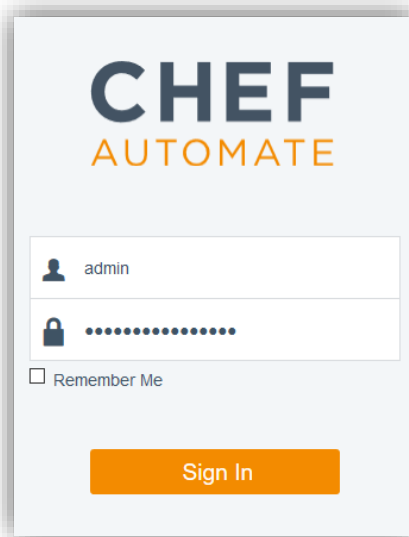 CHEF
AUTOMATE
admin
••••••••••••••••
Remember Me
Sign In